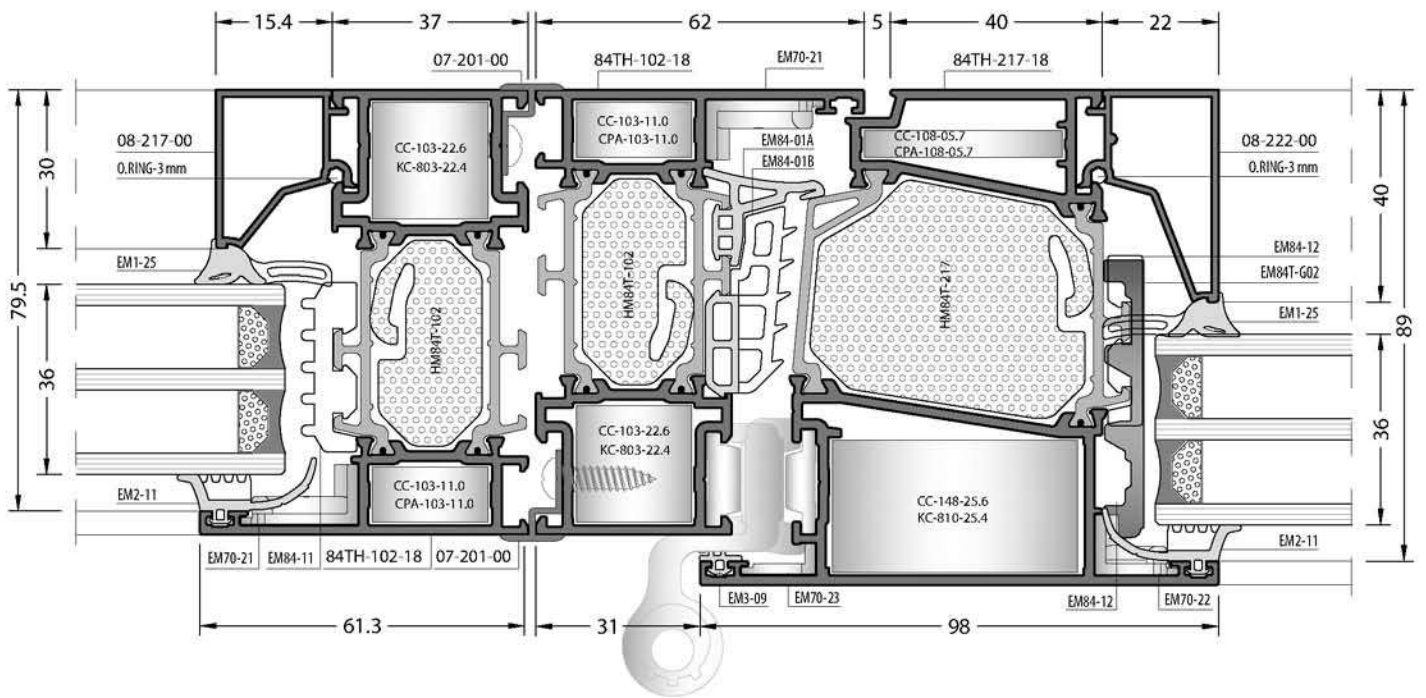 15.4
37
62
5
40
22
07-201-00
84TH-102-18
EM70-21
84TH-217-18
08-217-00
O.RING-3 mm
30
CC-103-22.6
KC-803-22.4
CC-103-11.0
CPA-103-11.0
EM84-01A
EM84-01B
CC-108-05.7
CPA-108-05.7
08-222-00
O.RING-3 mm
40
EM1-25
EM84-12
EM84T-G02
EM1-25
79.5
36
HM84T-102
HM84T-102
HM84T-217
89
36
CC-103-22.6
KC-803-22.4
CC-103-11.0
CPA-103-11.0
CC-148-25.6
KC-810-25.4
EM2-11
EM2-11
EM70-21
EM84-11
84TH-102-18
07-201-00
EM3-09
EM70-23
EM84-12
EM70-22
61.3
31
98